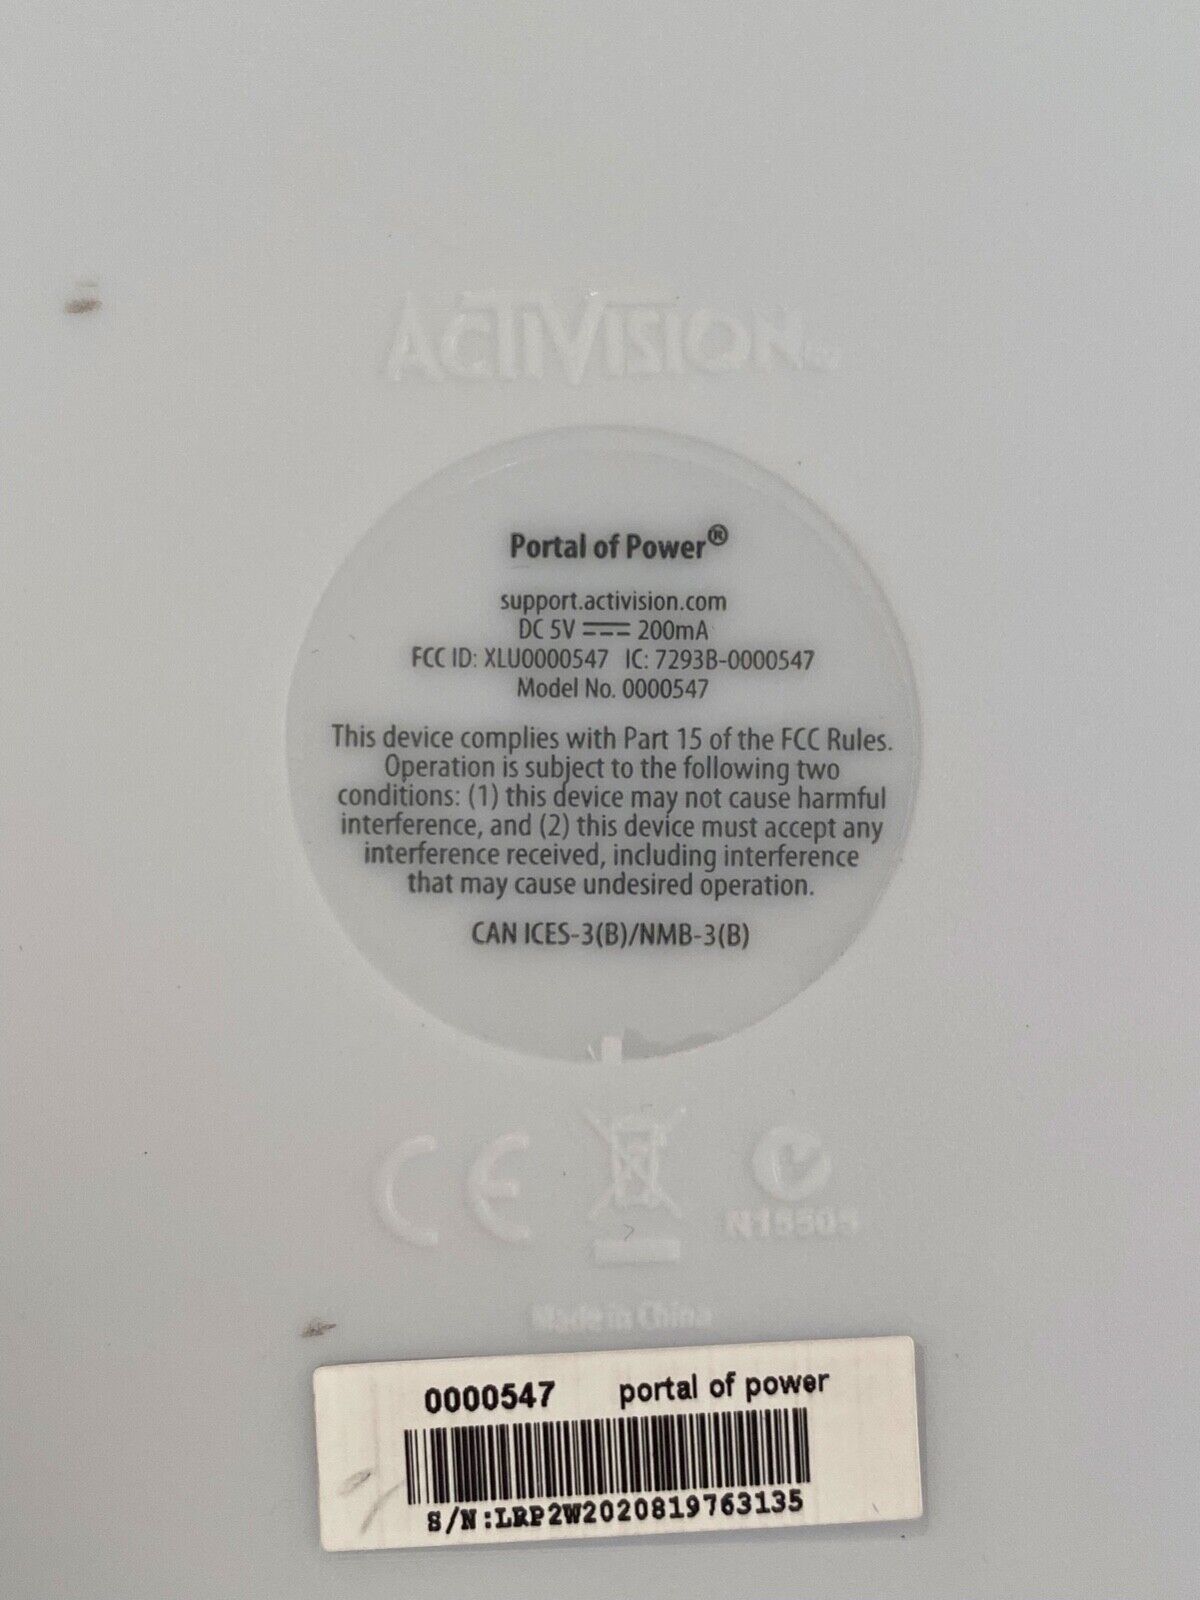 ACTIVISION
Portal of Power®
support.activision.com
DC 5V ⎓ 200mA
FCC ID: XLU0000547 IC: 7293B-0000547
Model No. 0000547
This device complies with Part 15 of the FCC Rules.
Operation is subject to the following two
conditions: (1) this device may not cause harmful
interference, and (2) this device must accept any
interference received, including interference
that may cause undesired operation.
CAN ICES-3(B)/NMB-3(B)
CE
Made in China
0000547 portal of power
S/N:LRP2W2020819763135